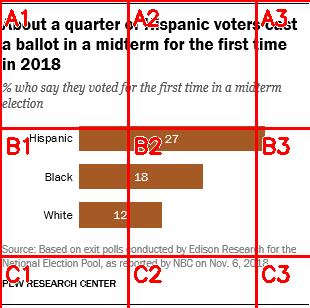 About a quarter of Hispanic voters cast
a ballot in a midterm for the first time
in 2018
% who say they voted for the first time in a midterm
election
Hispanic 27
Black 18
White 12
Source: Based on exit polls conducted by Edison Research for the
National Election Pool, as reported by NBC on Nov. 6, 2018.
PEW RESEARCH CENTER
A1 A2 A3
B1 B2 B3
C1 C2 C3